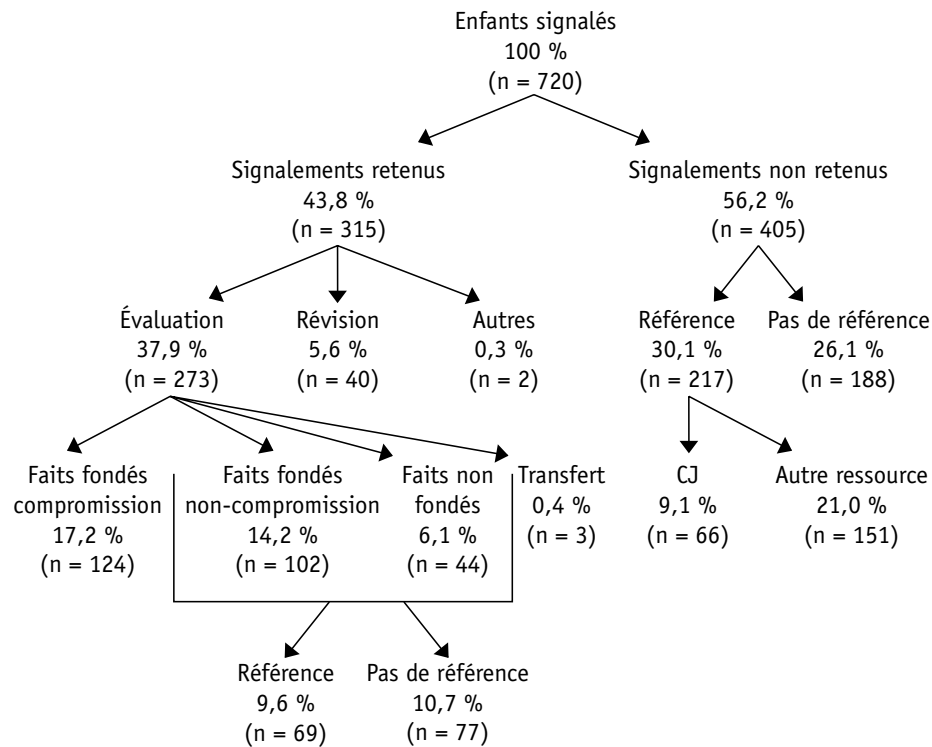 Enfants signalés
100 %
(n = 720)
Signalements retenus
43,8 %
(n = 315)
Signalements non retenus
56,2 %
(n = 405)
Évaluation
37,9 %
(n = 273)
Révision
5,6 %
(n = 40)
Autres
0,3 %
(n = 2)
Référence
30,1 %
(n = 217)
Pas de référence
26,1 %
(n = 188)
Faits fondés
compromission
17,2 %
(n = 124)
Faits fondés
non-compromission
14,2 %
(n = 102)
Faits non
fondés
6,1 %
(n = 44)
Transfert
0,4 %
(n = 3)
CJ
9,1 %
(n = 66)
Autre ressource
21,0 %
(n = 151)
Référence
9,6 %
(n = 69)
Pas de référence
10,7 %
(n = 77)